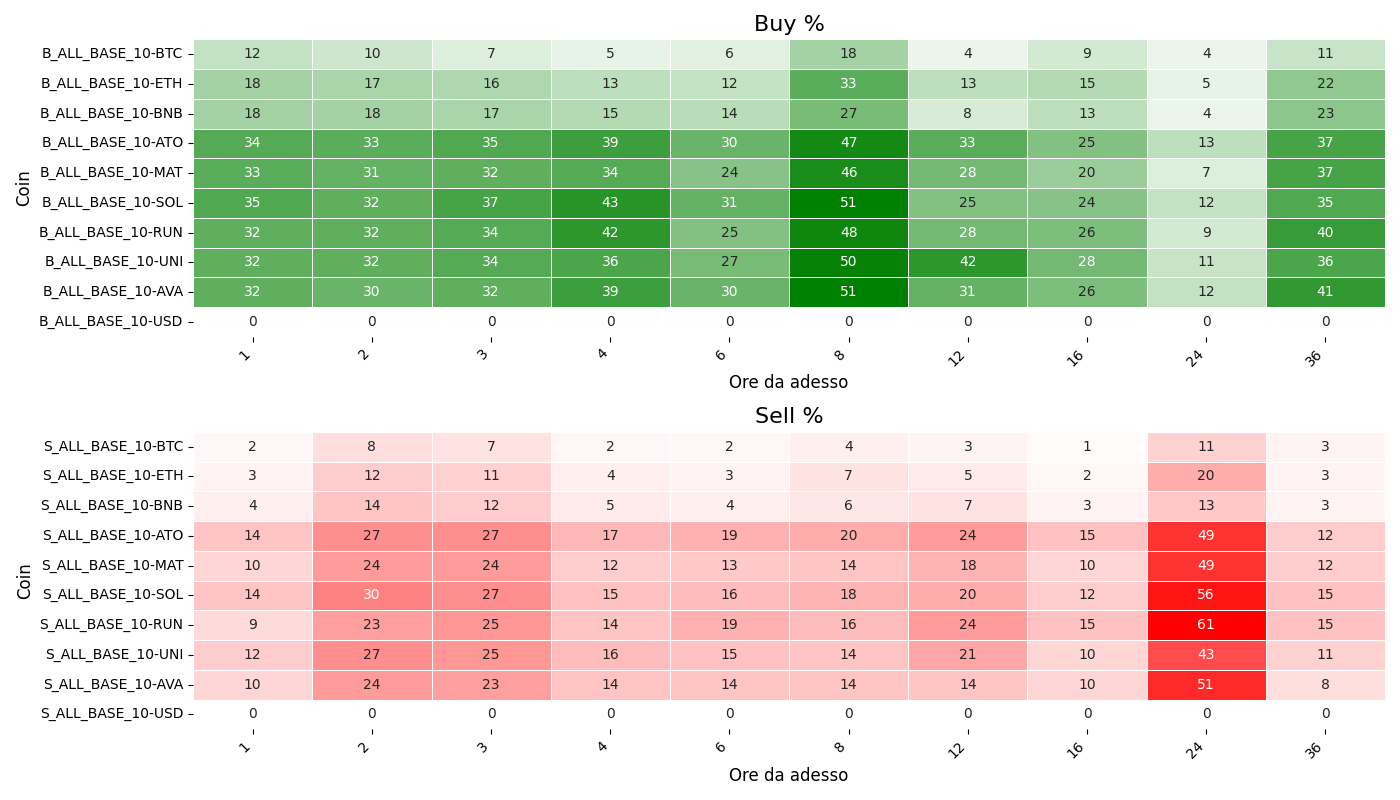 Buy %
B_ALL_BASE_10-BTC 12 10 7 5 6 18 4 9 4 11
B_ALL_BASE_10-ETH 18 17 16 13 12 33 13 15 5 22
B_ALL_BASE_10-BNB 18 18 17 15 14 27 8 13 4 23
B_ALL_BASE_10-ATO 34 33 35 39 30 47 33 25 13 37
B_ALL_BASE_10-MAT 33 31 32 34 24 46 28 20 7 37
B_ALL_BASE_10-SOL 35 32 37 43 31 51 25 24 12 35
B_ALL_BASE_10-RUN 32 32 34 42 25 48 28 26 9 40
B_ALL_BASE_10-UNI 32 32 34 36 27 50 42 28 11 36
B_ALL_BASE_10-AVA 32 30 32 39 30 51 31 26 12 41
B_ALL_BASE_10-USD 0 0 0 0 0 0 0 0 0 0
Coin
1 2 3 4 6 8 12 16 24 36
Ore da adesso
Sell %
S_ALL_BASE_10-BTC 2 8 7 2 2 4 3 1 11 3
S_ALL_BASE_10-ETH 3 12 11 4 3 7 5 2 20 3
S_ALL_BASE_10-BNB 4 14 12 5 4 6 7 3 13 3
S_ALL_BASE_10-ATO 14 27 27 17 19 20 24 15 49 12
S_ALL_BASE_10-MAT 10 24 24 12 13 14 18 10 49 12
S_ALL_BASE_10-SOL 14 30 27 15 16 18 20 12 56 15
S_ALL_BASE_10-RUN 9 23 25 14 19 16 24 15 61 15
S_ALL_BASE_10-UNI 12 27 25 16 15 14 21 10 43 11
S_ALL_BASE_10-AVA 10 24 23 14 14 14 14 10 51 8
S_ALL_BASE_10-USD 0 0 0 0 0 0 0 0 0 0
Coin
1 2 3 4 6 8 12 16 24 36
Ore da adesso